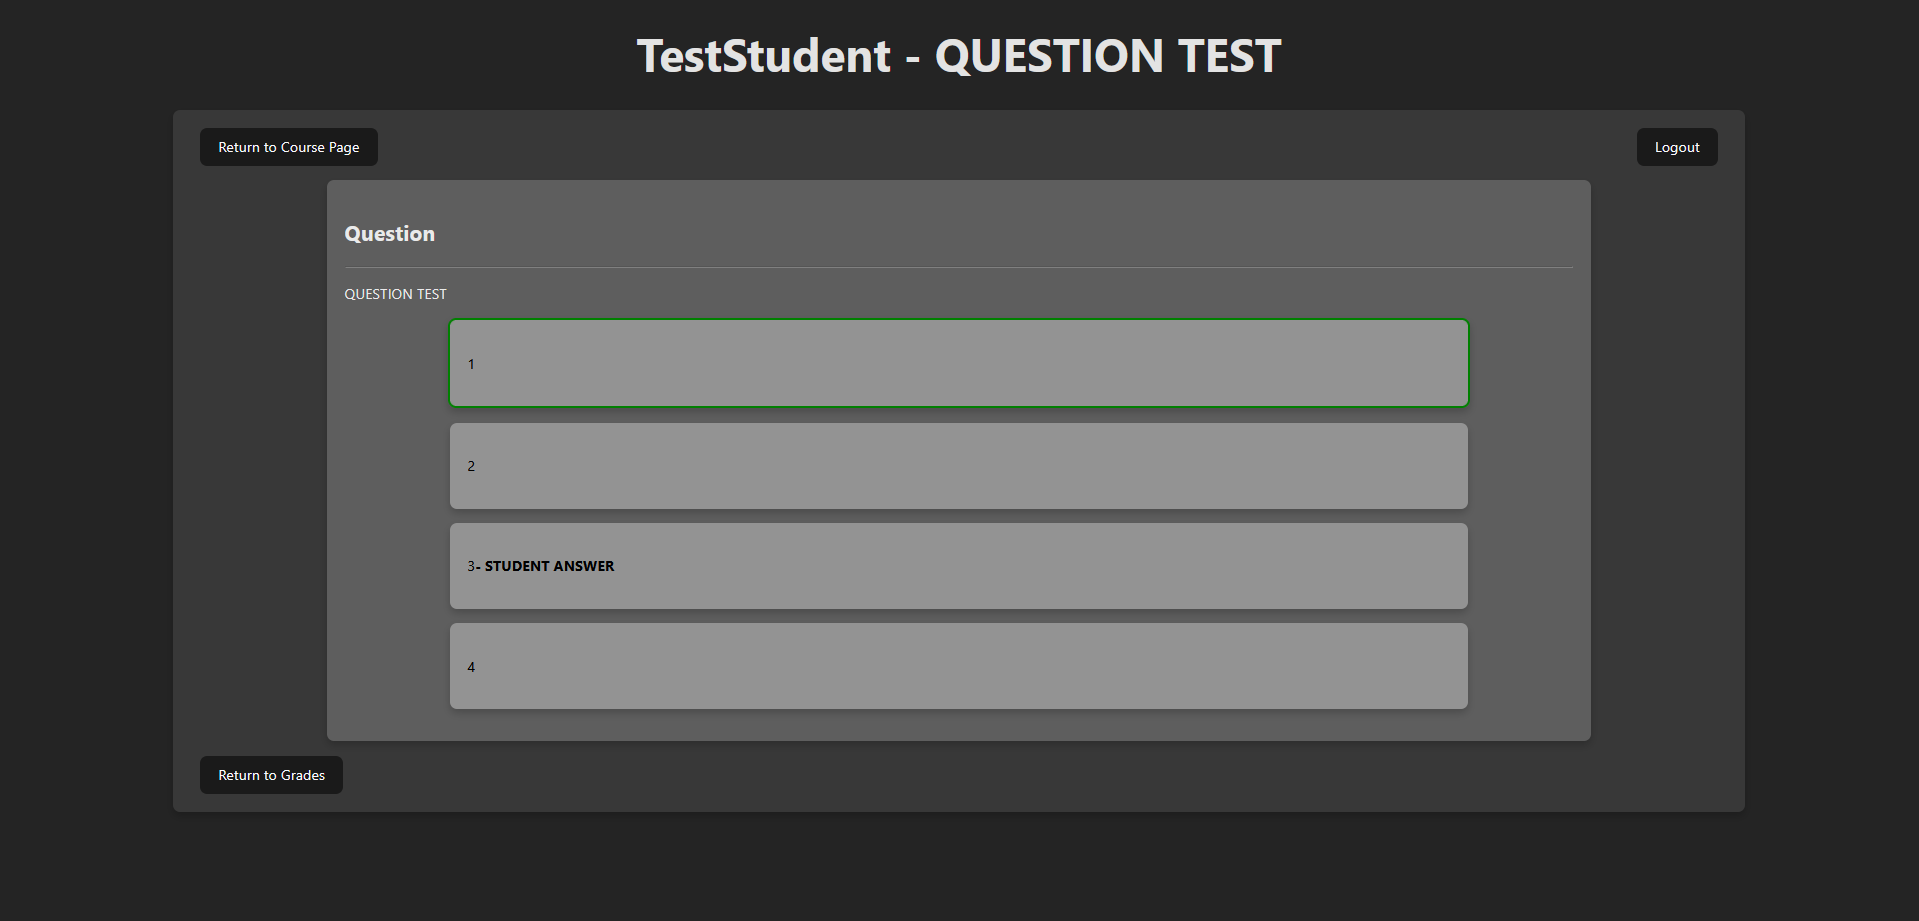 TestStudent - QUESTION TEST
Return to Course Page
Logout
Question
QUESTION TEST
1
2
3- STUDENT ANSWER
4
Return to Grades